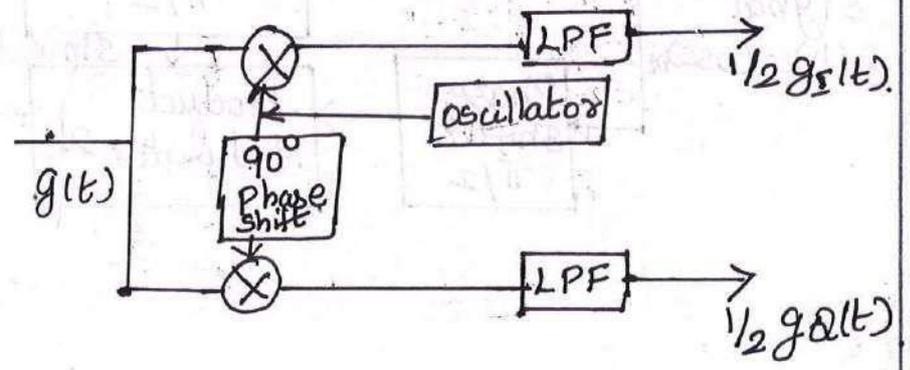 LPF
1/2 gI(t).
oscillator
g(t)
90°
Phase
shift
LPF
1/2 gQ(t)